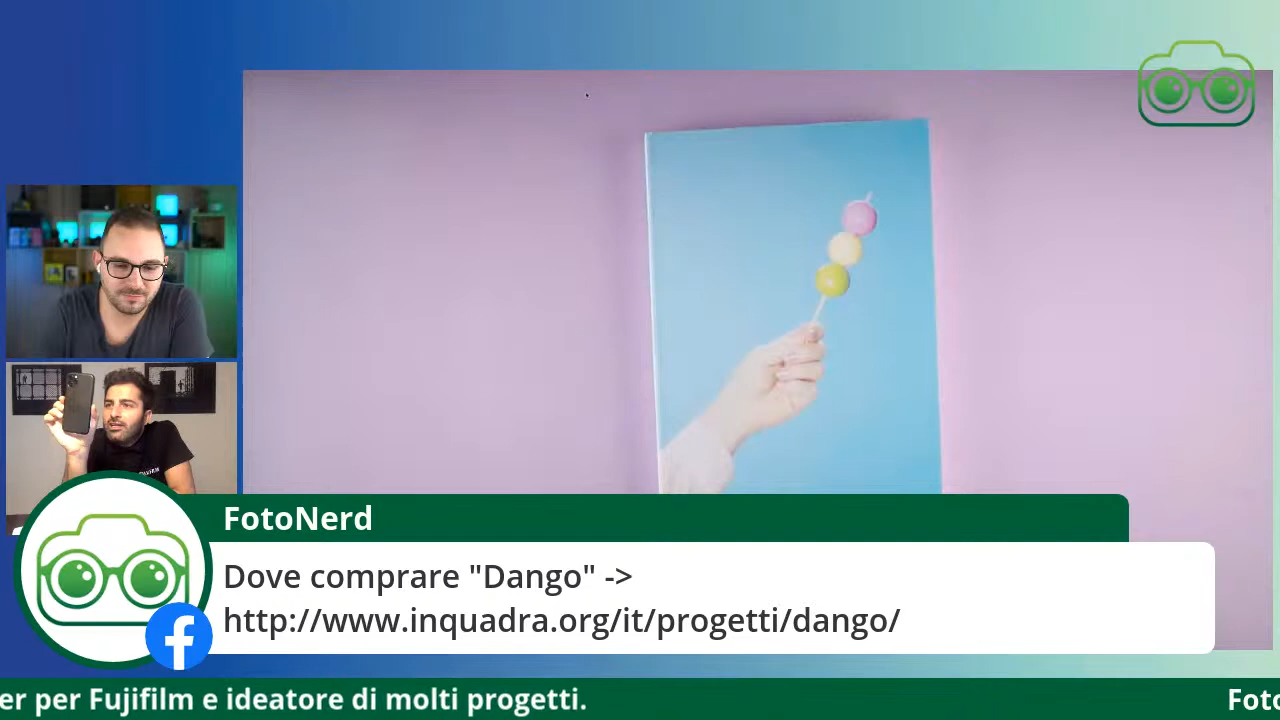 FotoNerd
Dove comprare "Dango" ->
http://www.inquadra.org/it/progetti/dango/
er per Fujifilm e ideatore di molti progetti.
Foto